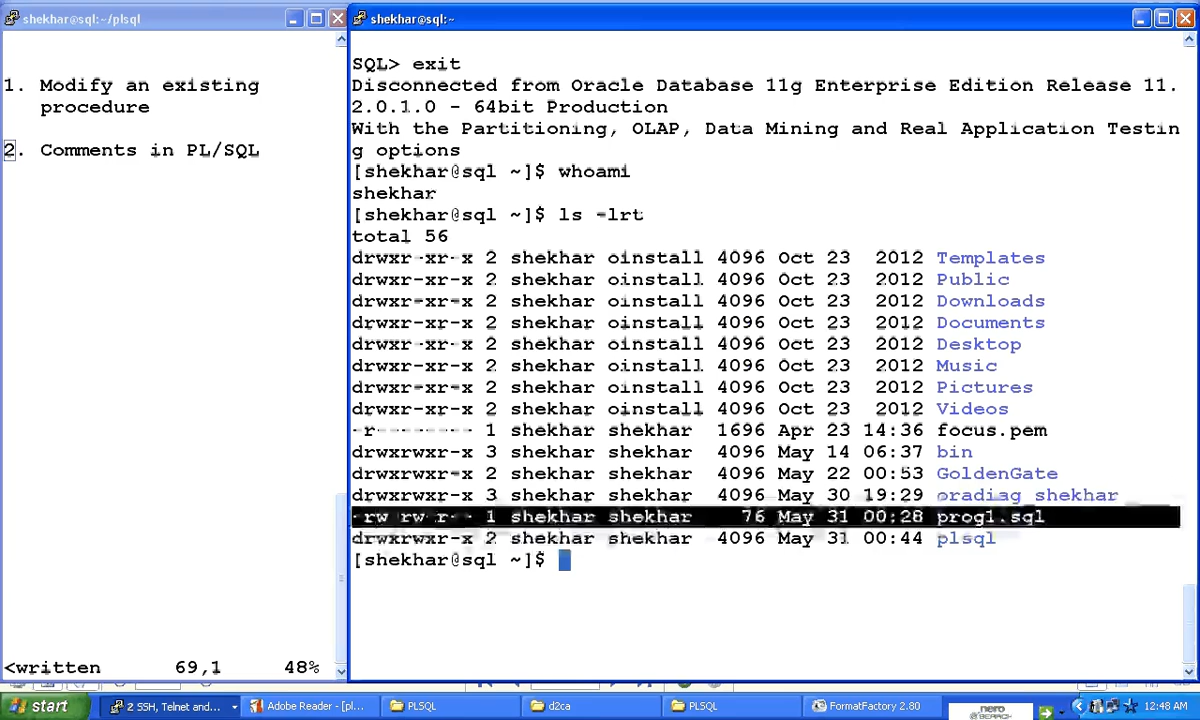 shekhar@sql:~/plsql
1. Modify an existing
procedure
2. Comments in PL/SQL
<written 69,1 48%
shekhar@sql:~
SQL> exit
Disconnected from Oracle Database 11g Enterprise Edition Release 11.
2.0.1.0 - 64bit Production
With the Partitioning, OLAP, Data Mining and Real Application Testin
g options
[shekhar@sql ~]$ whoami
shekhar
[shekhar@sql ~]$ ls -lrt
total 56
drwxr-xr-x 2 shekhar oinstall 4096 Oct 23 2012 Templates
drwxr-xr-x 2 shekhar oinstall 4096 Oct 23 2012 Public
drwxr-xr-x 2 shekhar oinstall 4096 Oct 23 2012 Downloads
drwxr-xr-x 2 shekhar oinstall 4096 Oct 23 2012 Documents
drwxr-xr-x 2 shekhar oinstall 4096 Oct 23 2012 Desktop
drwxr-xr-x 2 shekhar oinstall 4096 Oct 23 2012 Music
drwxr-xr-x 2 shekhar oinstall 4096 Oct 23 2012 Pictures
drwxr-xr-x 2 shekhar oinstall 4096 Oct 23 2012 Videos
-r-------- 1 shekhar shekhar 1696 Apr 23 14:36 focus.pem
drwxrwxr-x 3 shekhar shekhar 4096 May 14 06:37 bin
drwxrwxr-x 2 shekhar shekhar 4096 May 22 00:53 GoldenGate
drwxrwxr-x 3 shekhar shekhar 4096 May 30 19:29 oradiag_shekhar
-rw-rw-r-- 1 shekhar shekhar 76 May 31 00:28 prog1.sql
drwxrwxr-x 2 shekhar shekhar 4096 May 31 00:44 plsql
[shekhar@sql ~]$
start
2 SSH, Telnet and...
Adobe Reader - [pl...
PLSQL
d2ca
PLSQL
FormatFactory 2.80
nero
SEARCH
12:48 AM